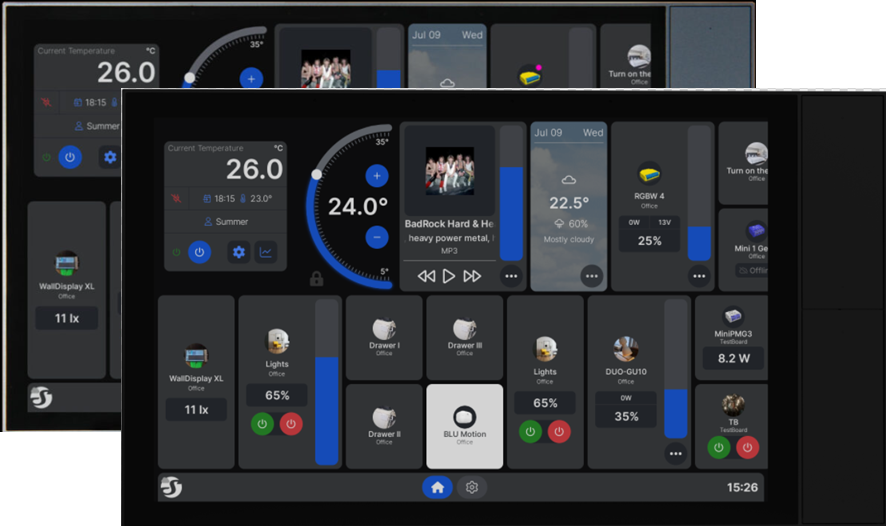 Current Temperature °C
26.0
18:15
Summer
35°
+
Jul 09 Wed
Turn on the
Office
WallDisplay XL
Office
11 lx
Current Temperature °C
26.0
18:15 23.0°
Summer
35°
+
24.0°
−
5°
BadRock Hard & He
heavy power metal,
MP3
Jul 09 Wed
22.5°
60%
Mostly cloudy
RGBW 4
Office
0W 13V
25%
Turn on the
Office
Mini 1 Ge
Office
Offlin
WallDisplay XL
Office
11 lx
Lights
Office
65%
Drawer I
Office
Drawer III
Office
Drawer II
Office
BLU Motion
Office
Lights
Office
65%
DUO-GU10
Office
0W
35%
MiniPMG3
TestBoard
8.2 W
TB
TestBoard
15:26